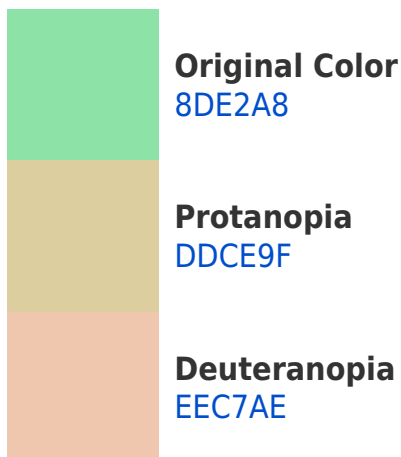 Original Color
8DE2A8
Protanopia
DDCE9F
Deuteranopia
EEC7AE